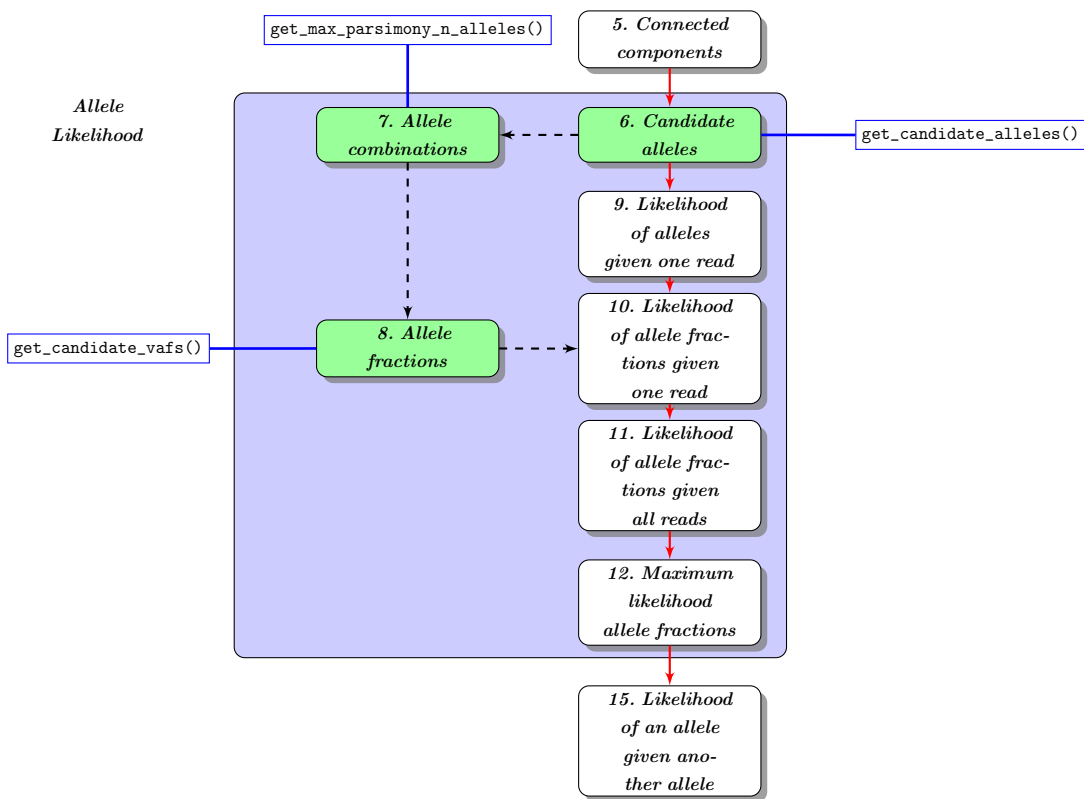 get_max_parsimony_n_alleles()
5. Connected
components
Allele
Likelihood
7. Allele
combinations
6. Candidate
alleles
get_candidate_alleles()
9. Likelihood
of alleles
given one read
get_candidate_vafs()
8. Allele
fractions
10. Likelihood
of allele frac-
tions given
one read
11. Likelihood
of allele frac-
tions given
all reads
12. Maximum
likelihood
allele fractions
15. Likelihood
of an allele
given ano-
ther allele